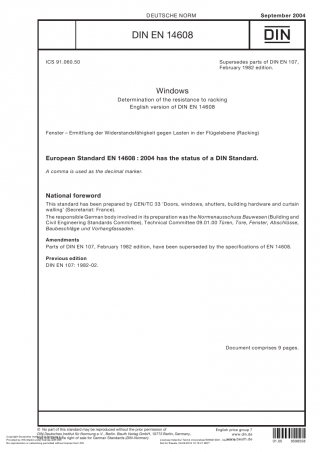 DEUTSCHE NORM
September 2004
DIN EN 14608
DIN
ICS 91.060.50
Supersedes parts of DIN EN 107,
February 1982 edition.
Windows
Determination of the resistance to racking
English version of DIN EN 14608
Fenster – Ermittlung der Widerstandsfähigkeit gegen Lasten in der Flügelebene (Racking)
European Standard EN 14608 : 2004 has the status of a DIN Standard.
A comma is used as the decimal marker.
National foreword
This standard has been prepared by CEN/TC 33 'Doors, windows, shutters, building hardware and curtain
walling' (Secretariat: France).
The responsible German body involved in its preparation was the Normenausschuss Bauwesen (Building and
Civil Engineering Standards Committee), Technical Committee 09.01.00 Türen, Tore, Fenster, Abschlüsse,
Baubeschläge und Vorhangfassaden.
Amendments
Parts of DIN EN 107, February 1982 edition, have been superseded by the specifications of EN 14608.
Previous edition
DIN EN 107: 1982-02.
Document comprises 9 pages.
© No part of this standard may be reproduced without the prior permission of
DIN Deutsches Institut für Normung e.V., Berlin. Beuth Verlag GmbH, 10772 Berlin, Germany,
has the exclusive right of sale for German Standards (DIN-Normen).
English price group 7
www.din.de
www.beuth.de